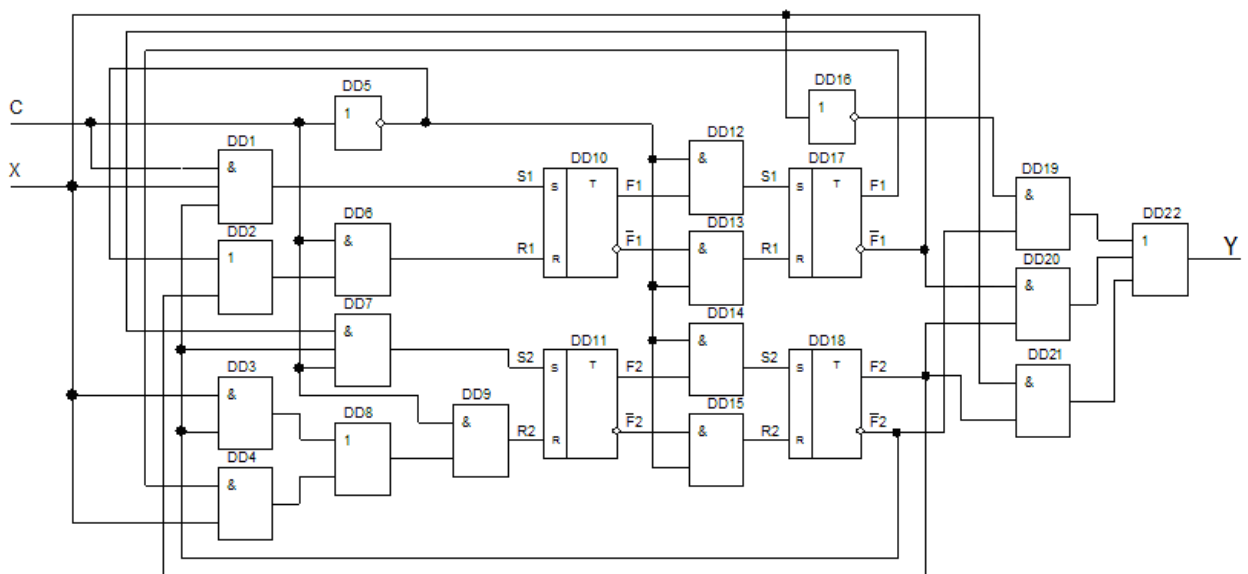 C
X
DD1
&
DD2
1
DD3
&
DD4
&
DD5
1
DD6
&
DD7
&
DD8
1
DD9
&
S1
R1
S2
R2
DD10
S T
R
F1
F̅1
DD11
S T
R
F2
F̅2
DD12
&
DD13
&
DD14
&
DD15
&
S1
R1
S2
R2
DD16
1
DD17
S T
R
F1
F̅1
DD18
S T
R
F2
F̅2
DD19
&
DD20
&
DD21
&
DD22
1
Y